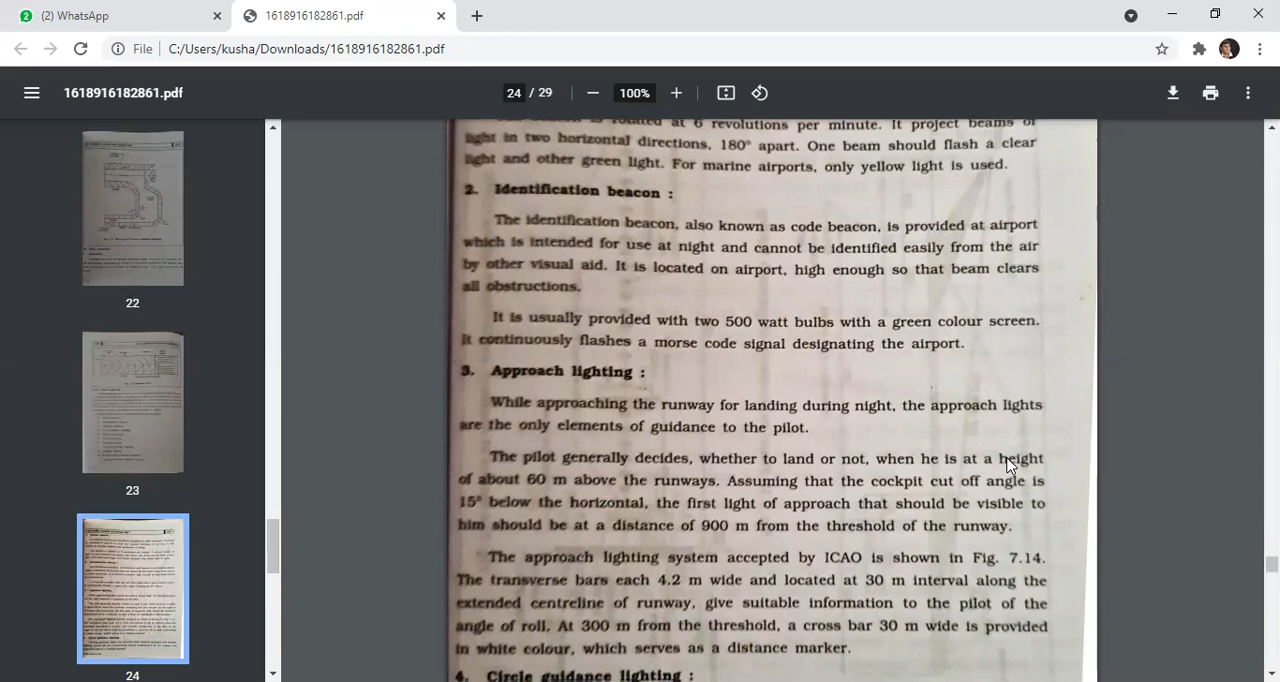 (2) WhatsApp
1618916182861.pdf
File
C:/Users/kusha/Downloads/1618916182861.pdf
1618916182861.pdf
24 / 29
100%
22
23
24
is rotated at 6 revolutions per minute. It project beams of
light in two horizontal directions, 180° apart. One beam should flash a clear
light and other green light. For marine airports, only yellow light is used.
2. Identification beacon :
The identification beacon, also known as code beacon, is provided at airport
which is intended for use at night and cannot be identified easily from the air
by other visual aid. It is located on airport, high enough so that beam clears
all obstructions.
It is usually provided with two 500 watt bulbs with a green colour screen.
It continuously flashes a morse code signal designating the airport.
3. Approach lighting :
While approaching the runway for landing during night, the approach lights
are the only elements of guidance to the pilot.
The pilot generally decides, whether to land or not, when he is at a height
of about 60 m above the runways. Assuming that the cockpit cut off angle is
15° below the horizontal, the first light of approach that should be visible to
him should be at a distance of 900 m from the threshold of the runway.
The approach lighting system accepted by ICAO is shown in Fig. 7.14.
The transverse bars each 4.2 m wide and located at 30 m interval along the
extended centreline of runway, give suitable information to the pilot of the
angle of roll, At 300 m from the threshold, a cross bar 30 m wide is provided
in white colour, which serves as a distance marker.
4. Circle guidance lighting :